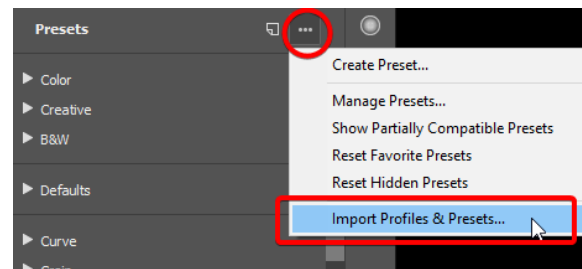 Presets
Create Preset...
Color
Creative
Manage Presets...
B&W
Show Partially Compatible Presets
Reset Favorite Presets
Defaults
Reset Hidden Presets
Import Profiles & Presets...
Curve
Grain